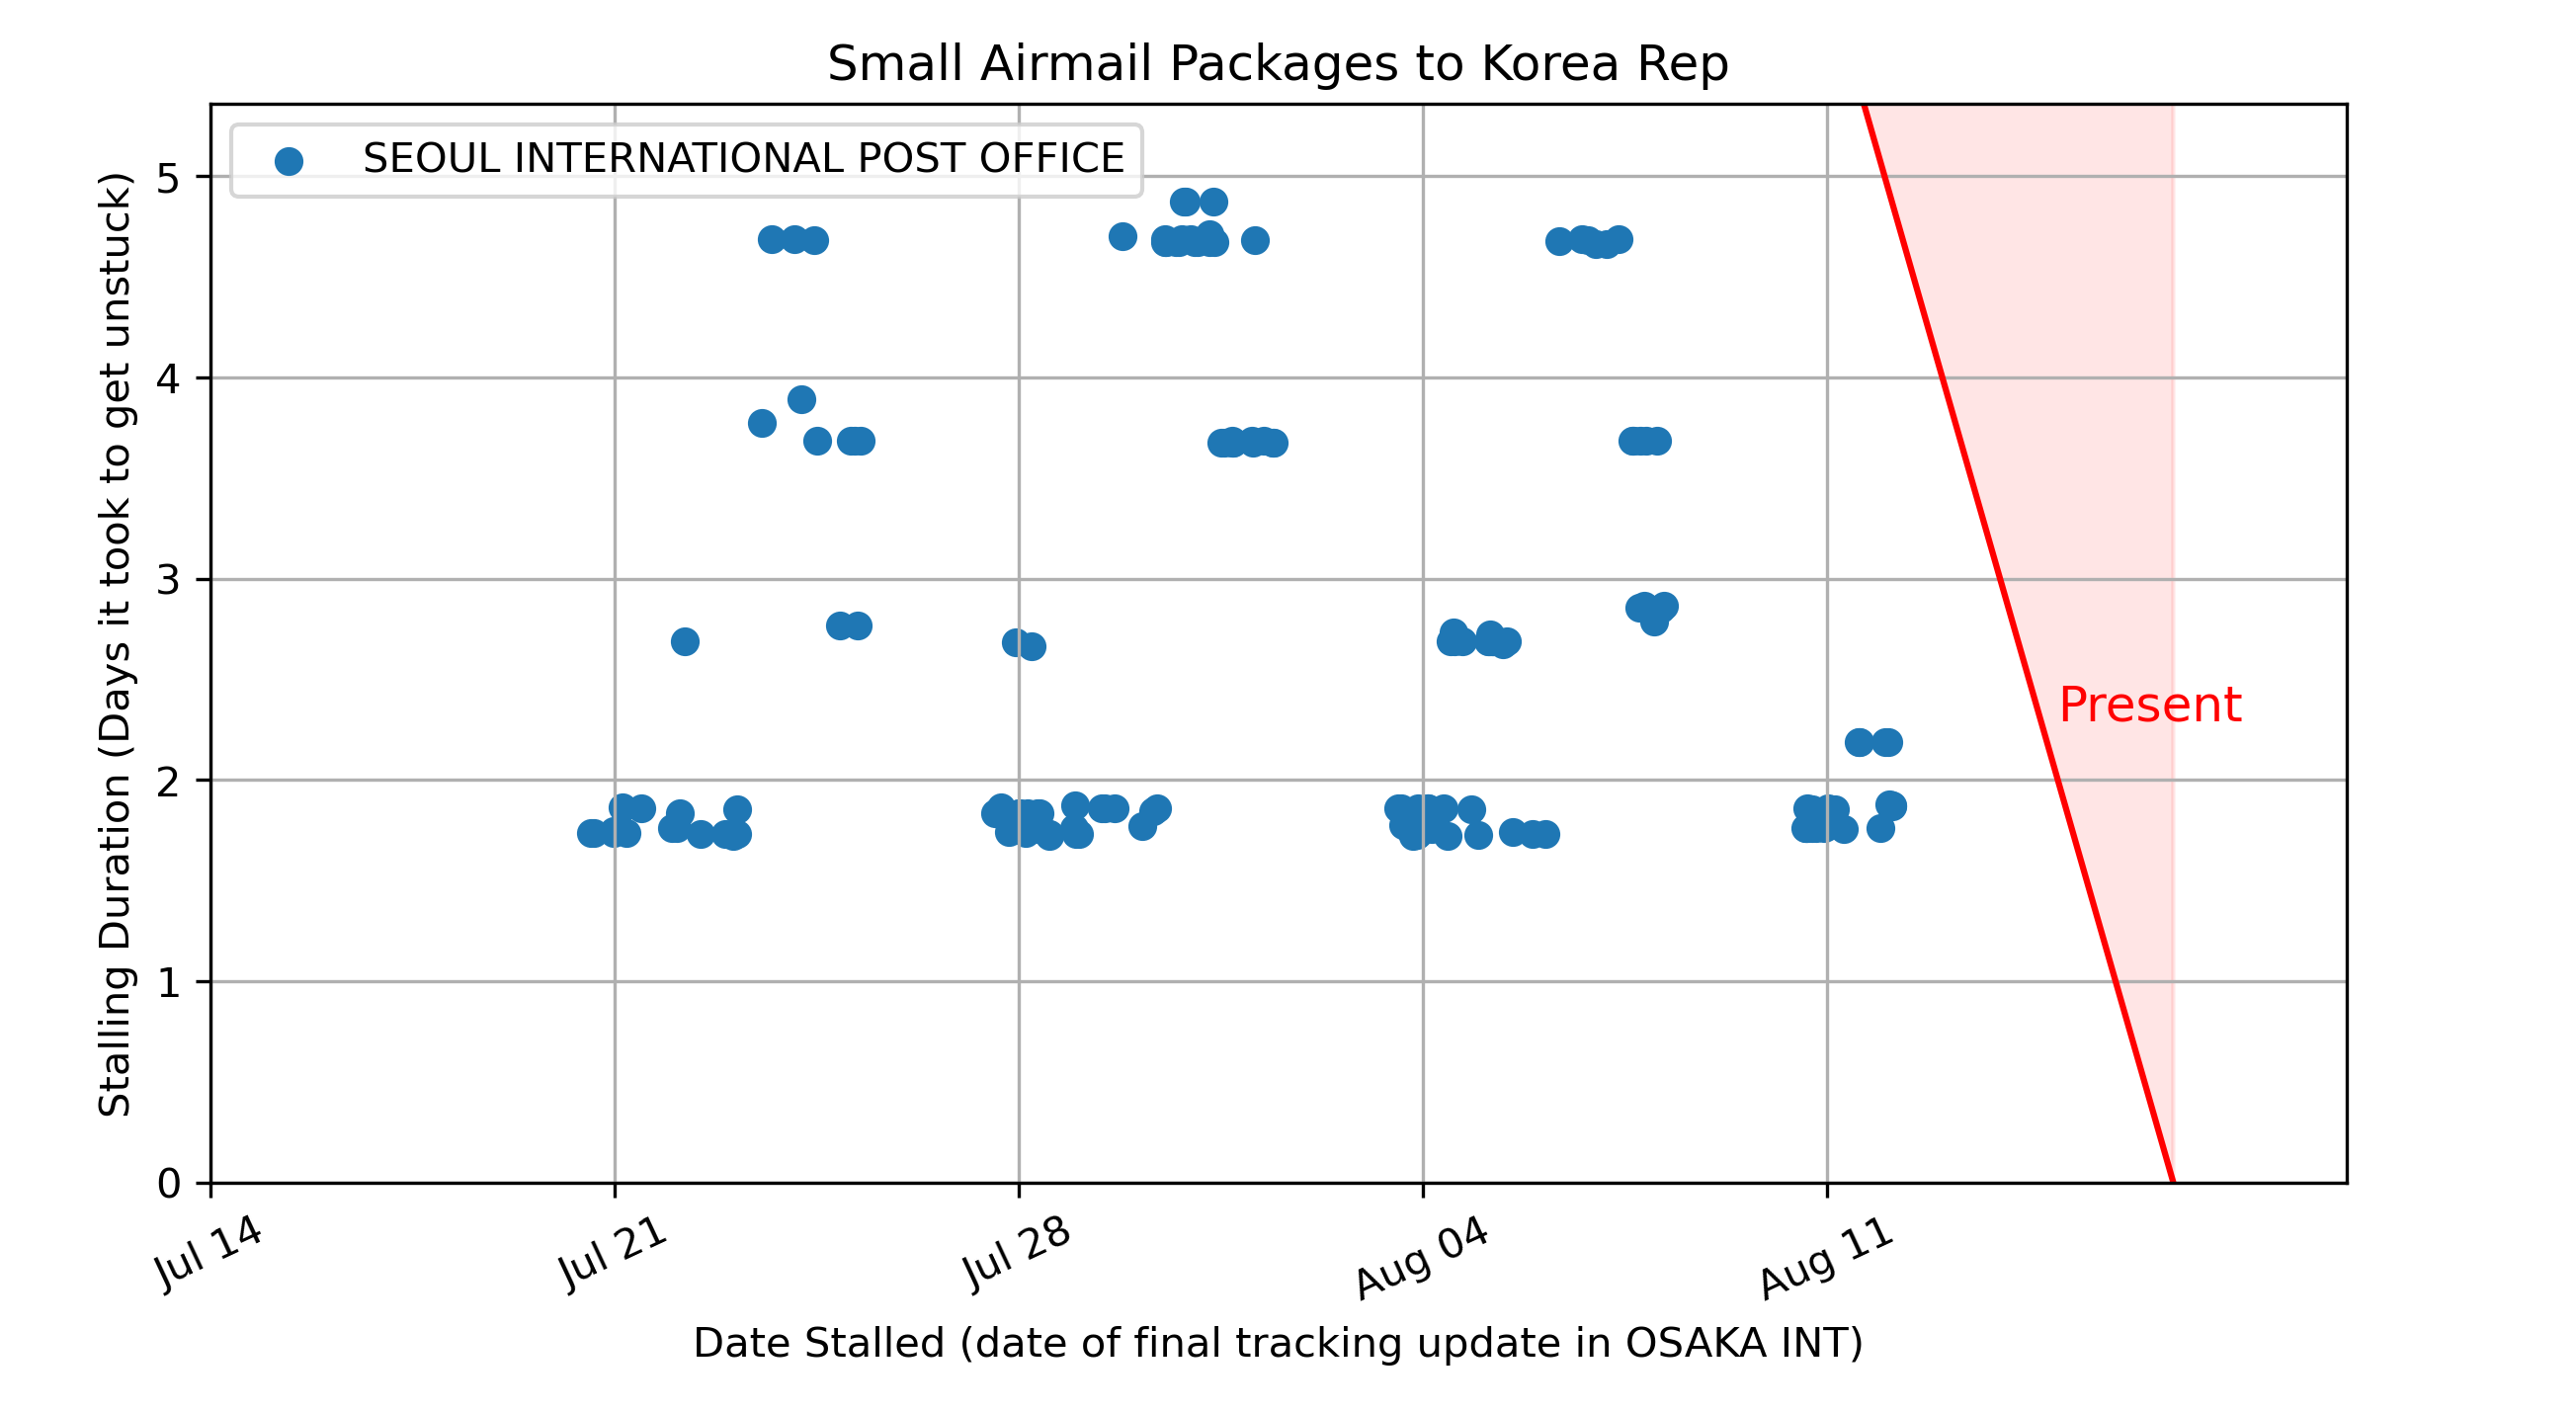 Small Airmail Packages to Korea Rep
SEOUL INTERNATIONAL POST OFFICE
Stalling Duration (Days it took to get unstuck)
5
4
3
2
1
0
Present
Jul 14
Jul 21
Jul 28
Aug 04
Aug 11
Date Stalled (date of final tracking update in OSAKA INT)